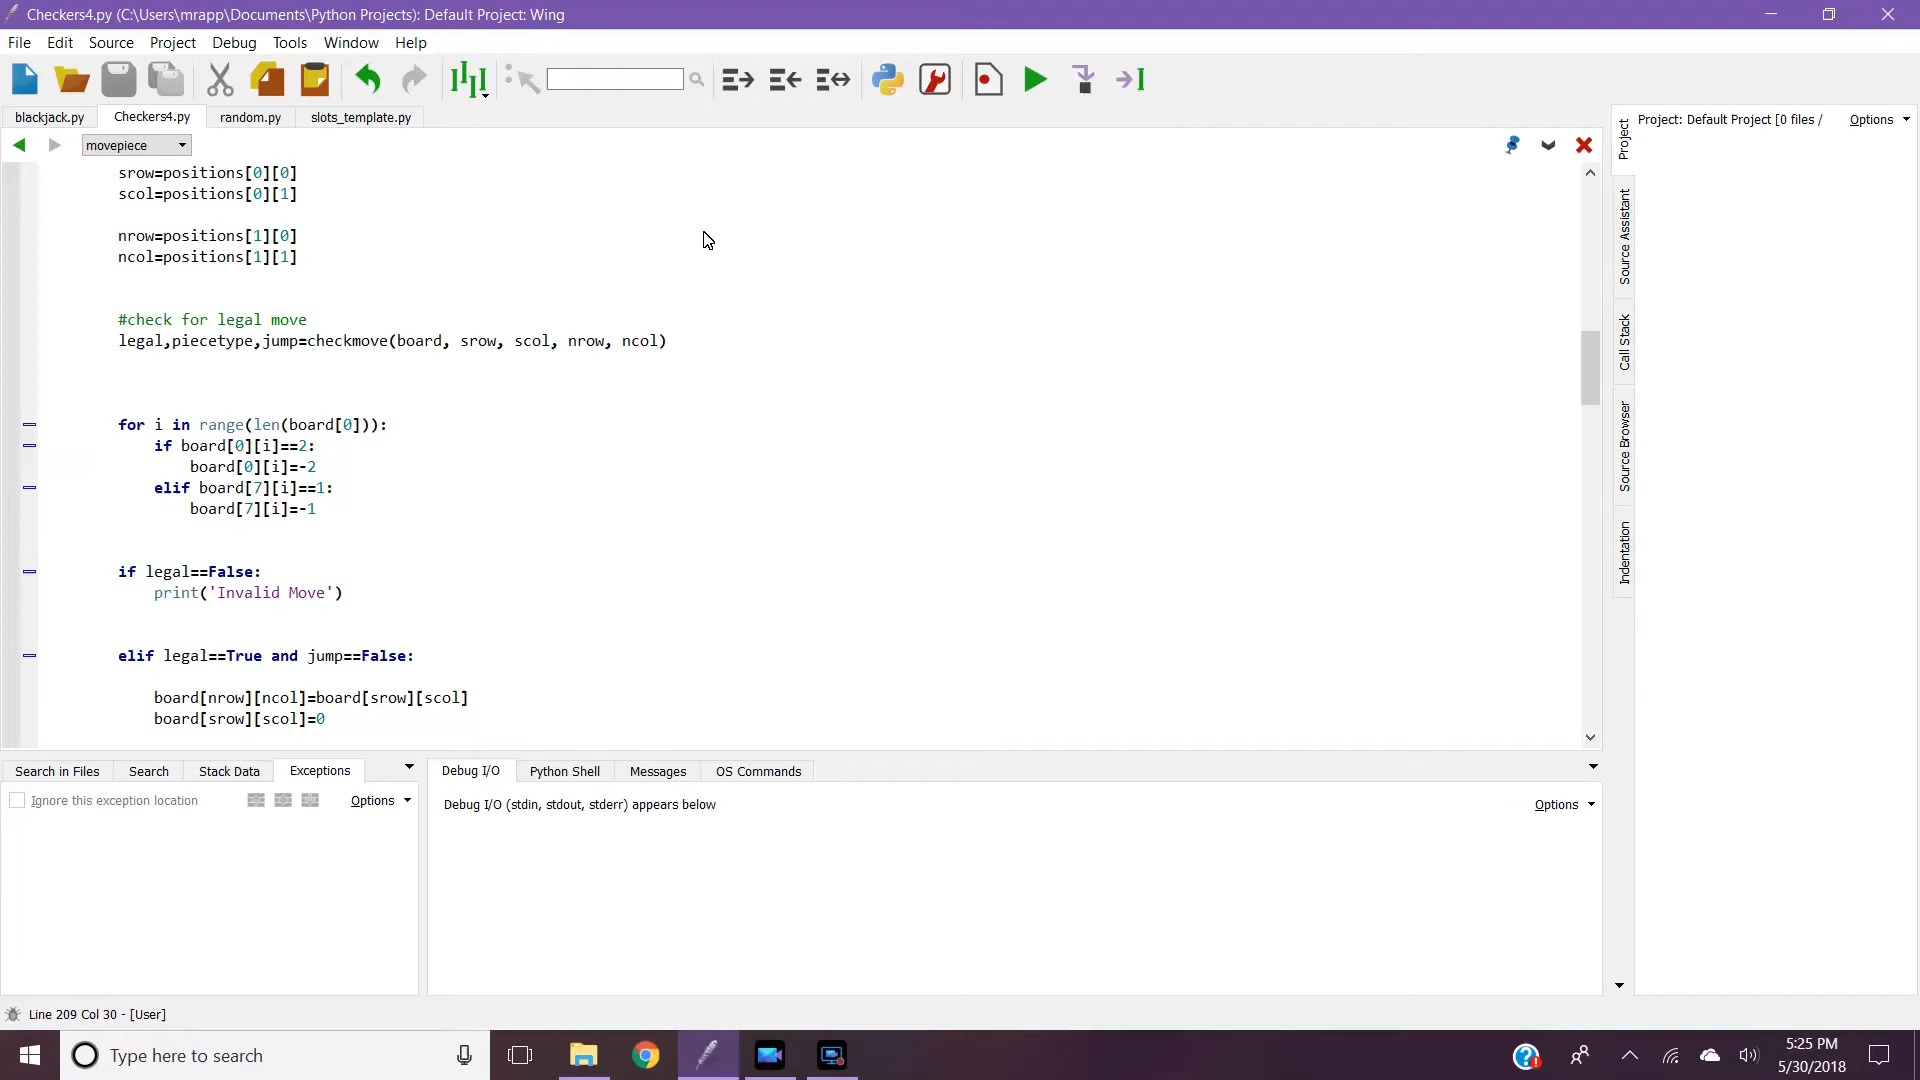 Checkers4.py (C:\Users\mrapp\Documents\Python Projects): Default Project: Wing
File Edit Source Project Debug Tools Window Help
blackjack.py Checkers4.py random.py slots_template.py
movepiece
srow=positions[0][0]
scol=positions[0][1]
nrow=positions[1][0]
ncol=positions[1][1]
#check for legal move
legal,piecetype,jump=checkmove(board, srow, scol, nrow, ncol)
for i in range(len(board[0])):
if board[0][i]==2:
board[0][i]=-2
elif board[7][i]==1:
board[7][i]=-1
if legal==False:
print('Invalid Move')
elif legal==True and jump==False:
board[nrow][ncol]=board[srow][scol]
board[srow][scol]=0
Project: Default Project [0 files / Options
Project
Source Assistant
Call Stack
Source Browser
Indentation
Search in Files Search Stack Data Exceptions
Ignore this exception location Options
Debug I/O Python Shell Messages OS Commands
Debug I/O (stdin, stdout, stderr) appears below Options
Line 209 Col 30 - [User]
Type here to search
5:25 PM
5/30/2018